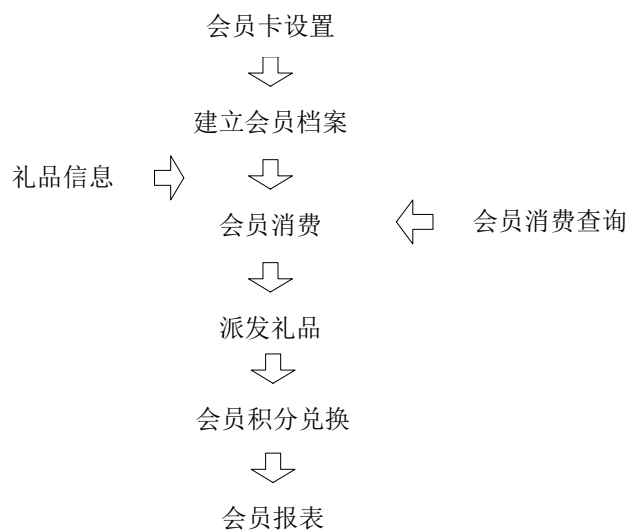 会员卡设置
建立会员档案
礼品信息
会员消费
会员消费查询
派发礼品
会员积分兑换
会员报表